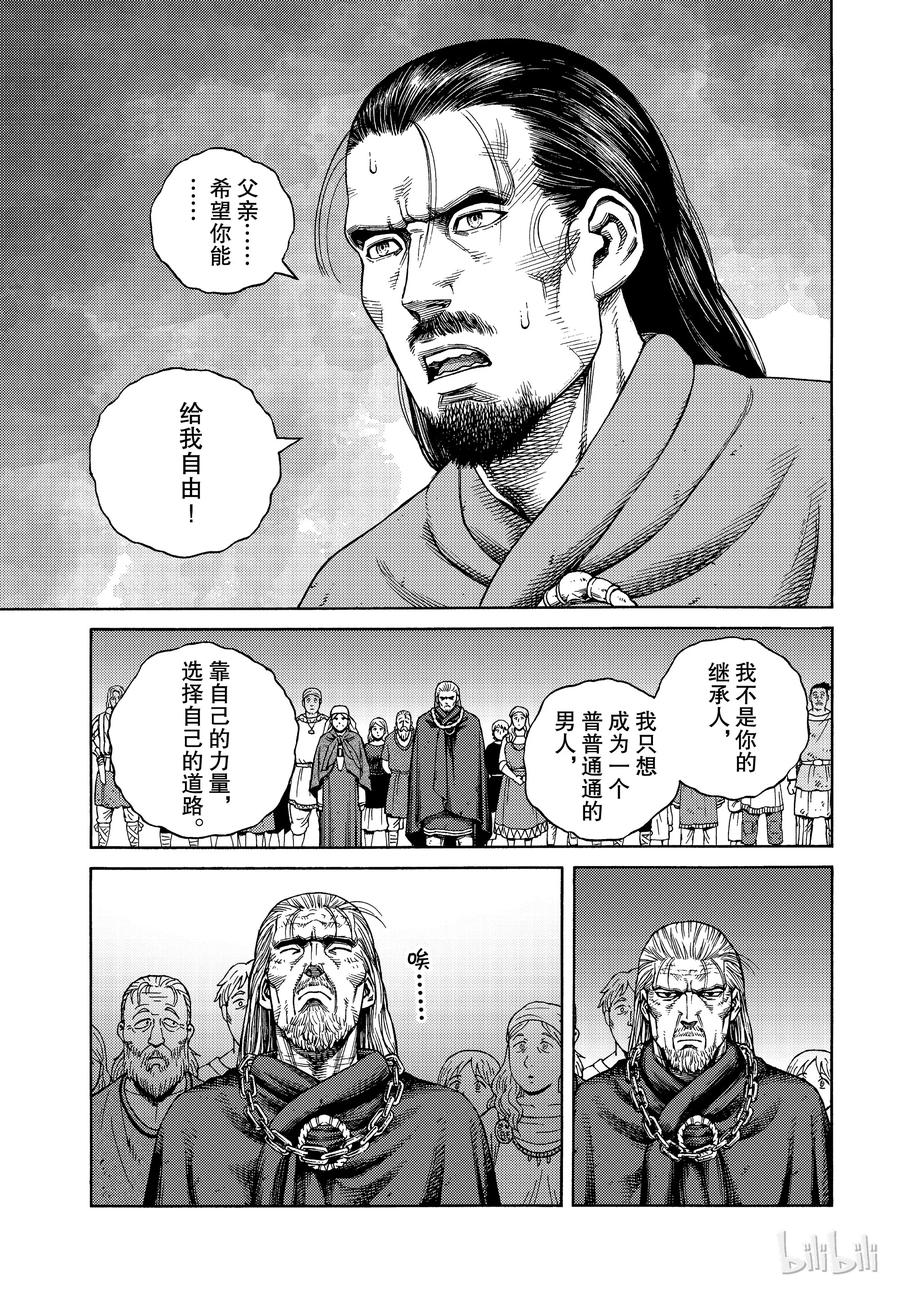 父亲……
希望你能
……
给我自由！
我不是你的
继承人，
我只想
成为一个
普普通通的
男人，
靠自己的力量，
选择自己的道路。
唉……
bilibili